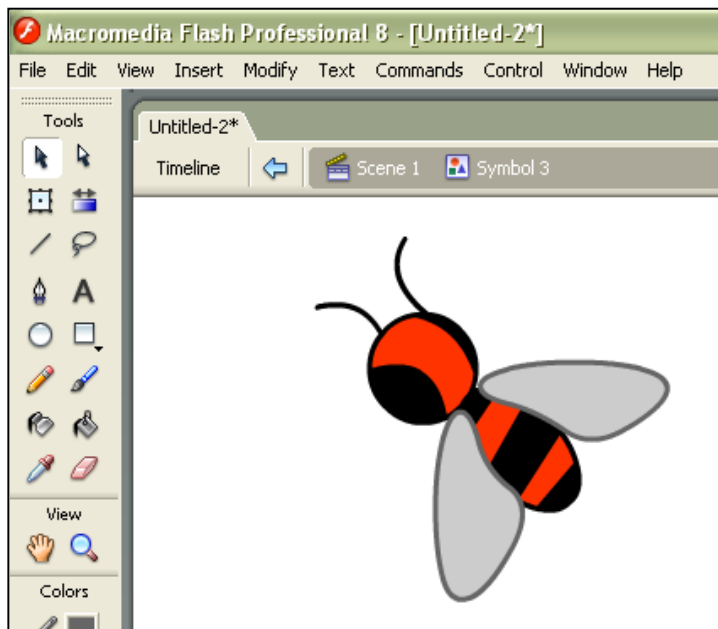 Macromedia Flash Professional 8 - [Untitled-2*]
File Edit View Insert Modify Text Commands Control Window Help
Tools
Untitled-2*
Timeline Scene 1 Symbol 3
A
View
Colors